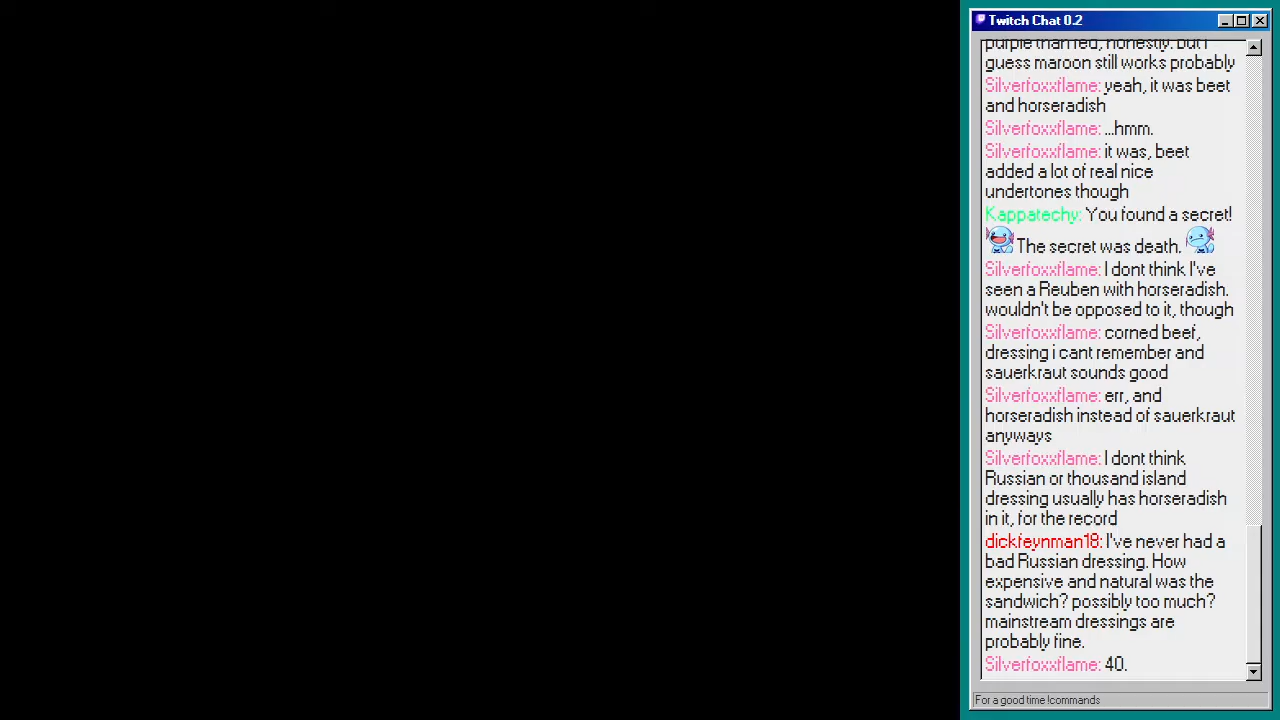 Twitch Chat 0.2
purple than red, honestly. but i
guess maroon still works probably
Silverfoxxflame: yeah, it was beet
and horseradish
Silverfoxxflame: ...hmm.
Silverfoxxflame: it was, beet
added a lot of real nice
undertones though
Kappatechy: You found a secret!
The secret was death.
Silverfoxxflame: I dont think I've
seen a Reuben with horseradish.
wouldn't be opposed to it, though
Silverfoxxflame: corned beef,
dressing i cant remember and
sauerkraut sounds good
Silverfoxxflame: err, and
horseradish instead of sauerkraut
anyways
Silverfoxxflame: I dont think
Russian or thousand island
dressing usually has horseradish
in it, for the record
dickfeynman18: I've never had a
bad Russian dressing. How
expensive and natural was the
sandwich? possibly too much?
mainstream dressings are
probably fine.
Silverfoxxflame: 40.
For a good time !commands